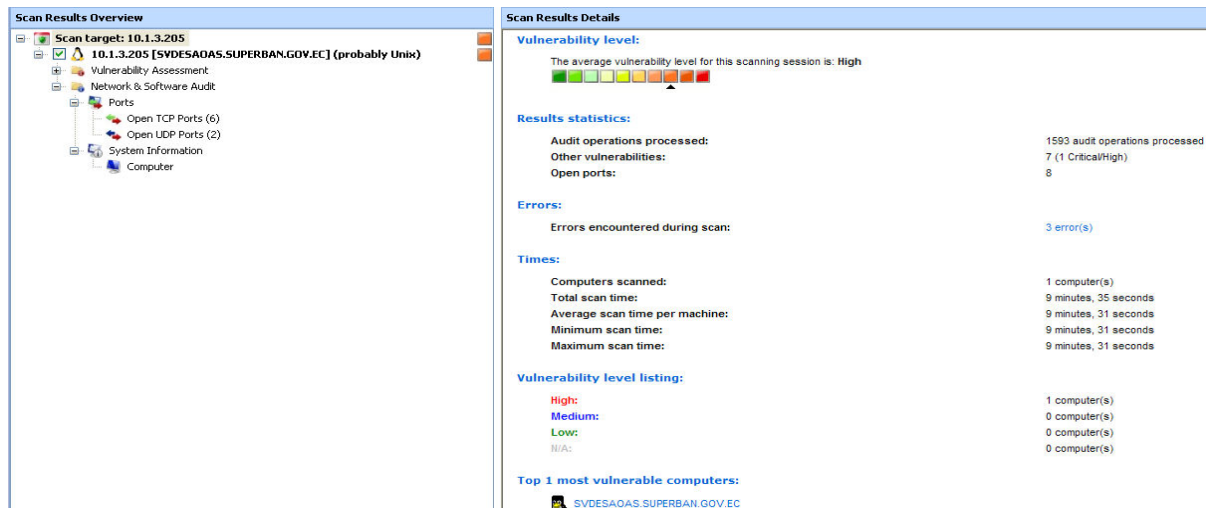 Scan Results Overview
Scan target: 10.1.3.205
10.1.3.205 [SVDESAOAS.SUPERBAN.GOV.EC] (probably Unix)
Vulnerability Assessment
Network & Software Audit
Ports
Open TCP Ports (6)
Open UDP Ports (2)
System Information
Computer
Scan Results Details
Vulnerability level:
The average vulnerability level for this scanning session is: High
Results statistics:
Audit operations processed: 1593 audit operations processed
Other vulnerabilities: 7 (1 Critical/High)
Open ports: 8
Errors:
Errors encountered during scan: 3 error(s)
Times:
Computers scanned: 1 computer(s)
Total scan time: 9 minutes, 35 seconds
Average scan time per machine: 9 minutes, 31 seconds
Minimum scan time: 9 minutes, 31 seconds
Maximum scan time: 9 minutes, 31 seconds
Vulnerability level listing:
High: 1 computer(s)
Medium: 0 computer(s)
Low: 0 computer(s)
N/A: 0 computer(s)
Top 1 most vulnerable computers:
SVDESAOAS.SUPERBAN.GOV.EC